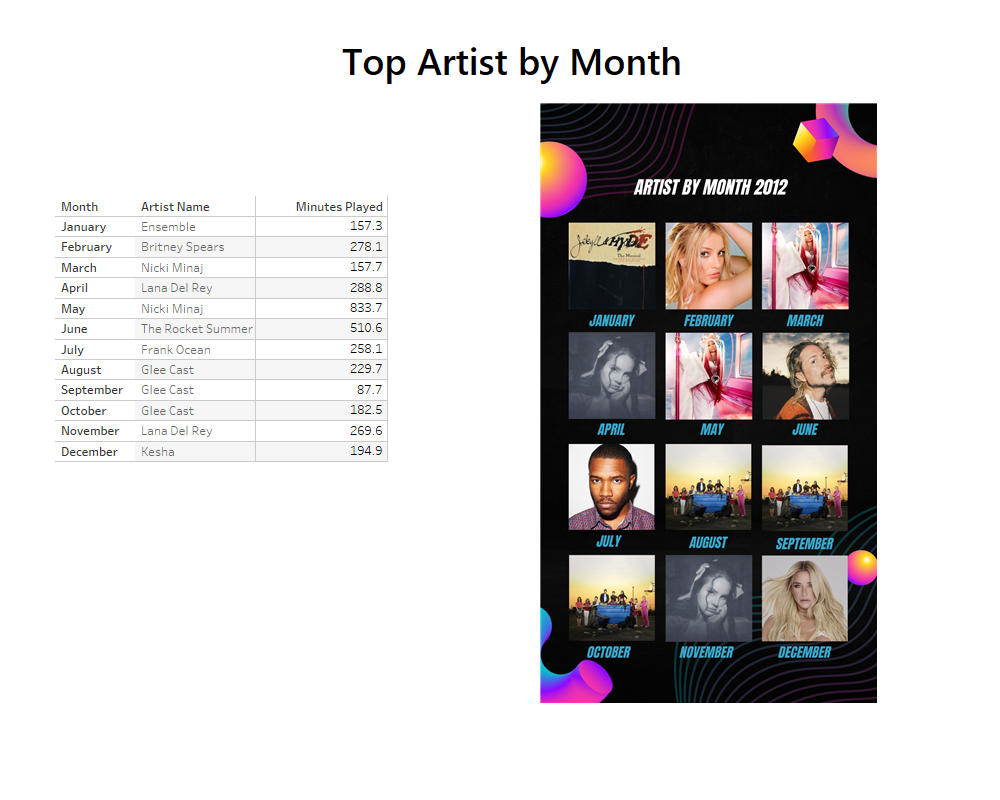 Top Artist by Month
Month Artist Name Minutes Played
January Ensemble 157.3
February Britney Spears 278.1
March Nicki Minaj 157.7
April Lana Del Rey 288.8
May Nicki Minaj 833.7
June The Rocket Summer 510.6
July Frank Ocean 258.1
August Glee Cast 229.7
September Glee Cast 87.7
October Glee Cast 182.5
November Lana Del Rey 269.6
December Kesha 194.9
ARTIST BY MONTH 2012
Jekyll & HYDE
The Musical
JANUARY FEBRUARY MARCH
APRIL MAY JUNE
JULY AUGUST SEPTEMBER
OCTOBER NOVEMBER DECEMBER